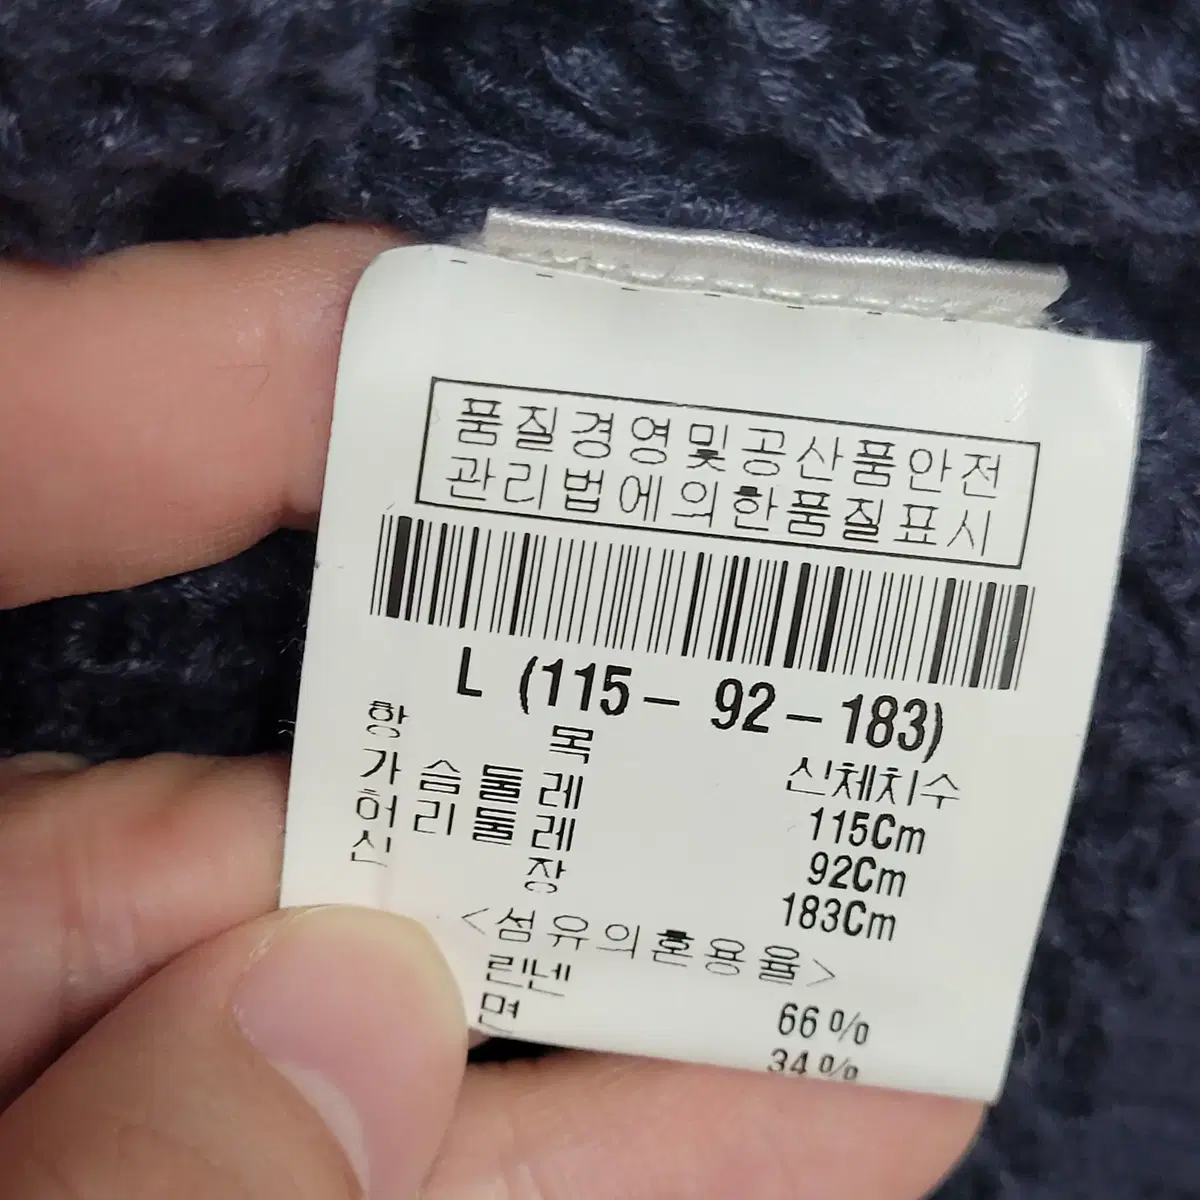 품질경영및공산품안전
관리법에의한품질표시
L (115 - 92 - 183)
항 목 신체치수
가 슴 둘 레 115Cm
허 리 둘 레 92Cm
신 장 183Cm
<섬유의혼용율>
린넨 66%
면 34%